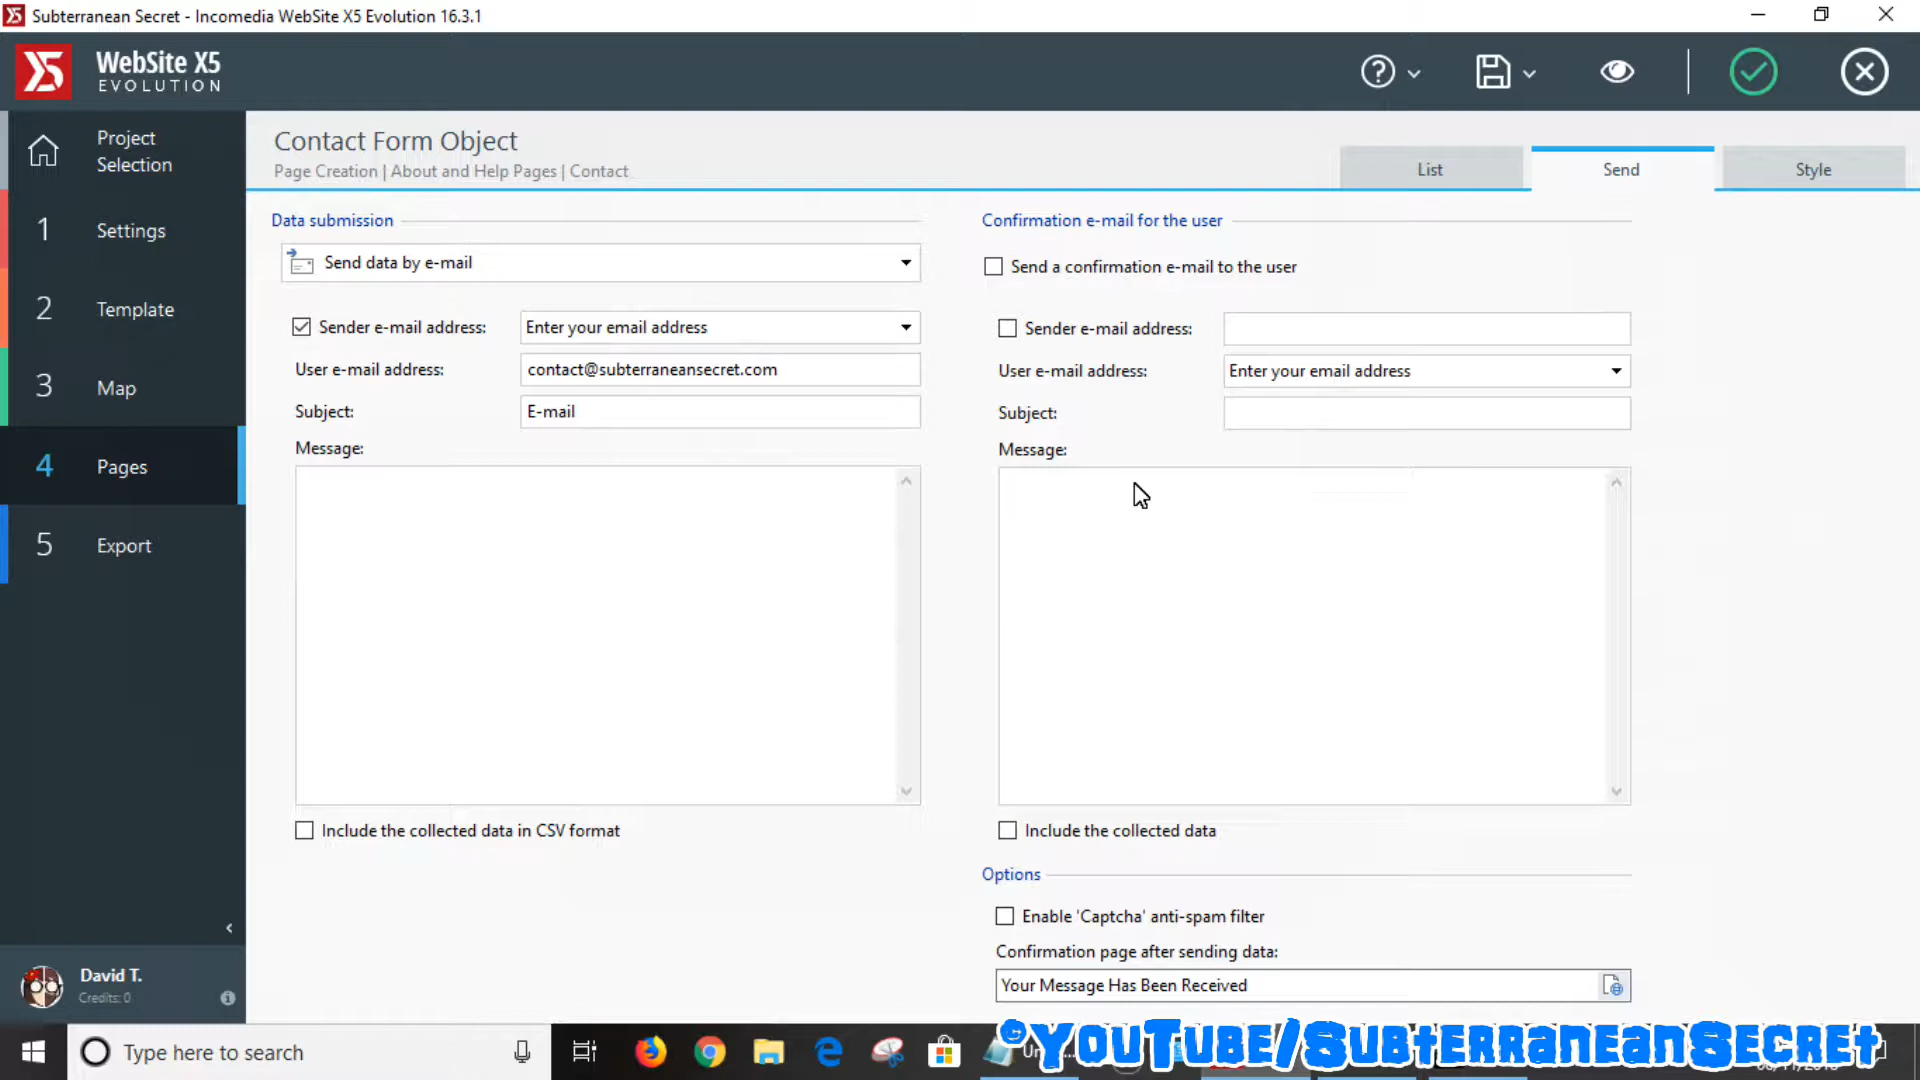 Subterranean Secret - Incomedia WebSite X5 Evolution 16.3.1
WebSite X5
EVOLUTION
Project
Selection
1 Settings
2 Template
3 Map
4 Pages
5 Export
David T.
Credits: 0
Contact Form Object
Page Creation | About and Help Pages | Contact
List
Send
Style
Data submission
Send data by e-mail
Sender e-mail address: Enter your email address
User e-mail address: contact@subterraneansecret.com
Subject: E-mail
Message:
Include the collected data in CSV format
Confirmation e-mail for the user
Send a confirmation e-mail to the user
Sender e-mail address:
User e-mail address: Enter your email address
Subject:
Message:
Include the collected data
Options
Enable 'Captcha' anti-spam filter
Confirmation page after sending data:
Your Message Has Been Received
Type here to search
©YouTube/SubterraneanSecret